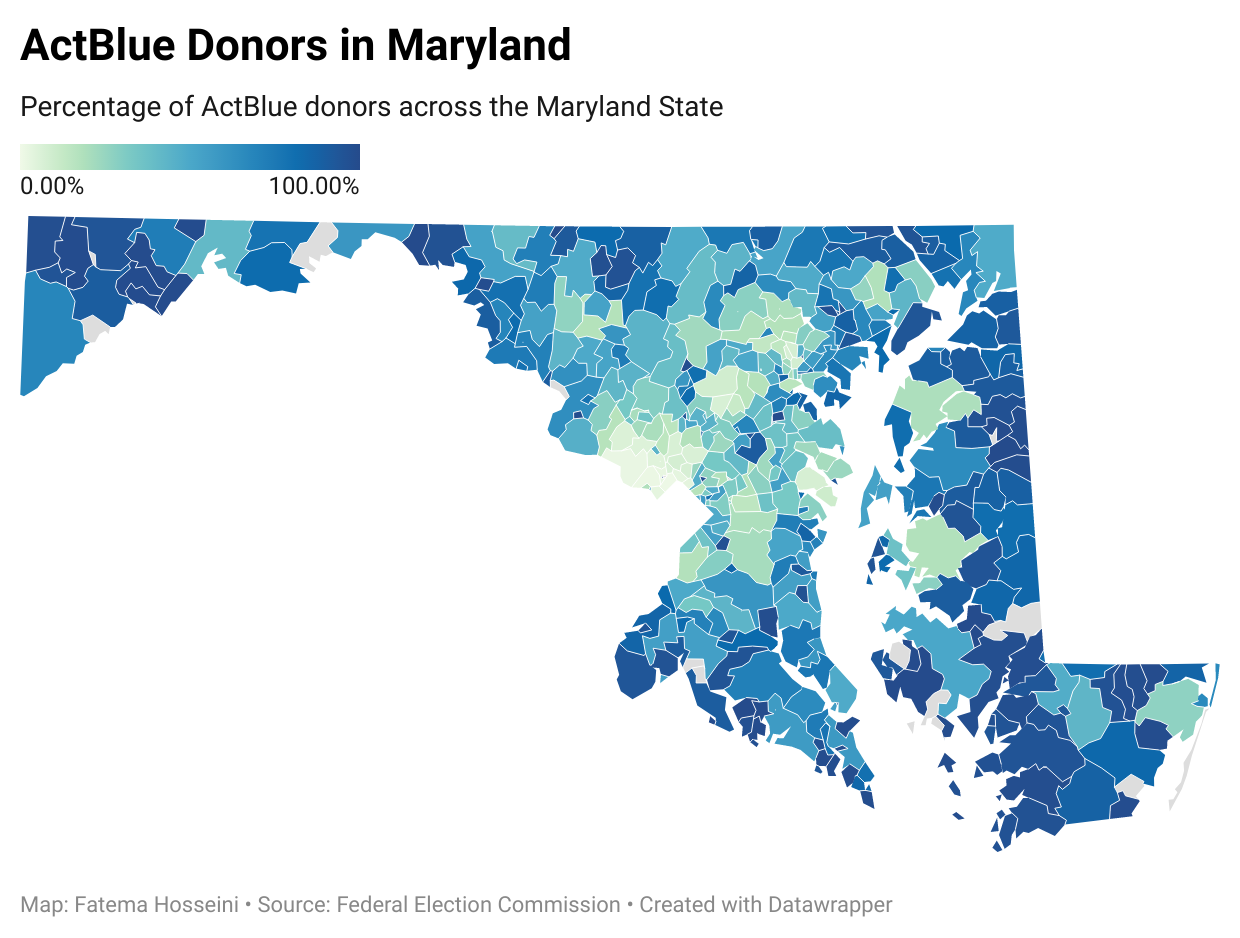 ActBlue Donors in Maryland
Percentage of ActBlue donors across the Maryland State
0.00% 100.00%
Map: Fatema Hosseini • Source: Federal Election Commission • Created with Datawrapper